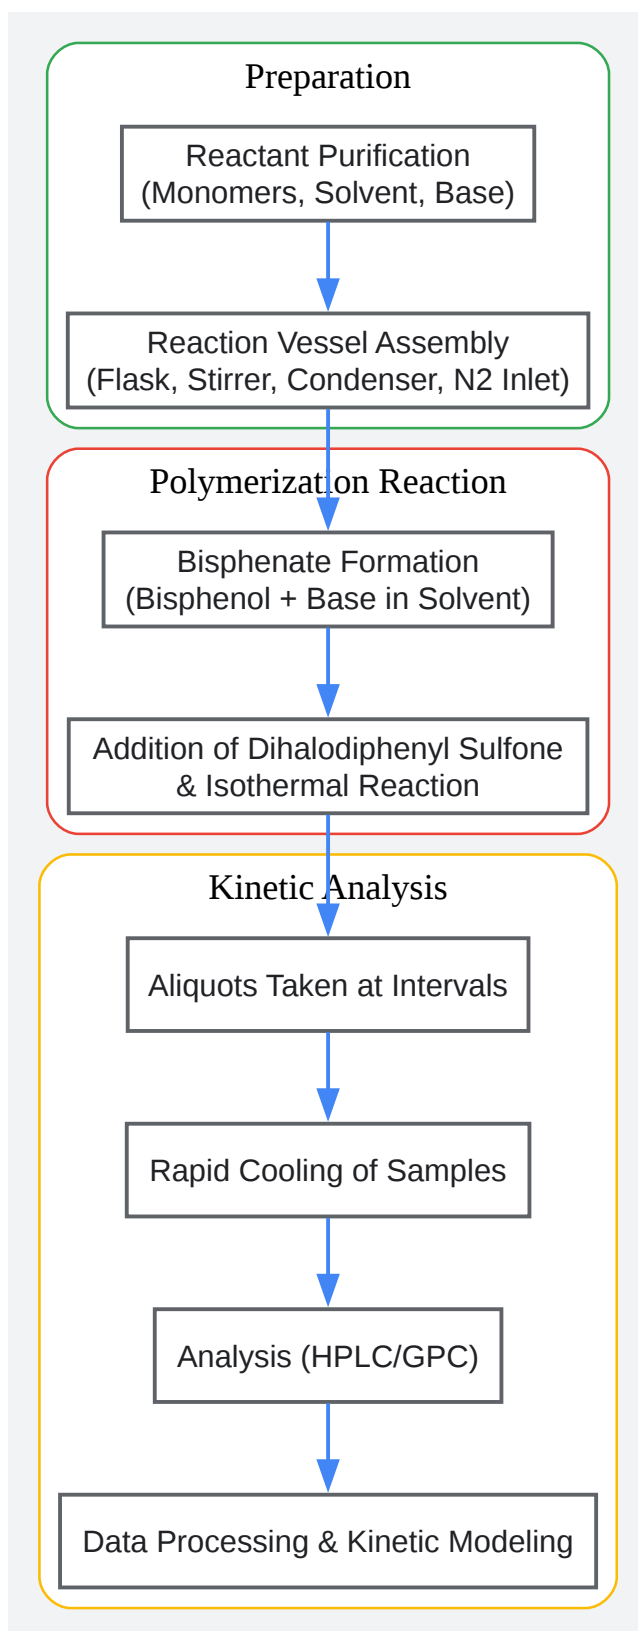 Preparation
Reactant Purification
(Monomers, Solvent, Base)
Reaction Vessel Assembly
(Flask, Stirrer, Condenser, N2 Inlet)
Polymerization Reaction
Bisphenate Formation
(Bisphenol + Base in Solvent)
Addition of Dihalodiphenyl Sulfone
& Isothermal Reaction
Kinetic Analysis
Aliquots Taken at Intervals
Rapid Cooling of Samples
Analysis (HPLC/GPC)
Data Processing & Kinetic Modeling